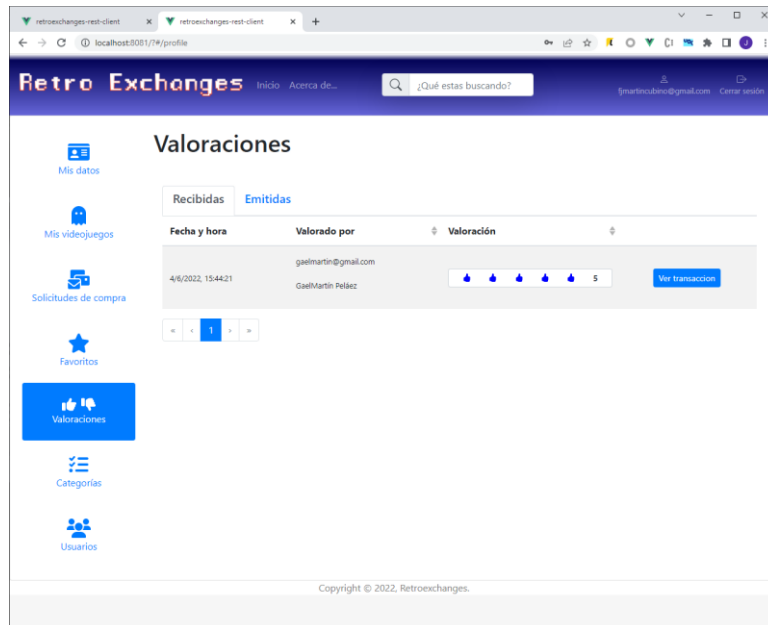 retroexchanges-rest-client
retroexchanges-rest-client
localhost:8081/?#/profile
Retro Exchanges
Inicio
Acerca de...
¿Qué estas buscando?
fjmartincubino@gmail.com
Cerrar sesión
Mis datos
Mis videojuegos
Solicitudes de compra
Favoritos
Valoraciones
Categorías
Usuarios
Valoraciones
Recibidas
Emitidas
Fecha y hora
Valorado por
Valoración
4/6/2022, 15:44:21
gaelmartin@gmail.com
GaelMartín Peláez
5
Ver transaccion
« ‹ 1 › »
Copyright © 2022, Retroexchanges.